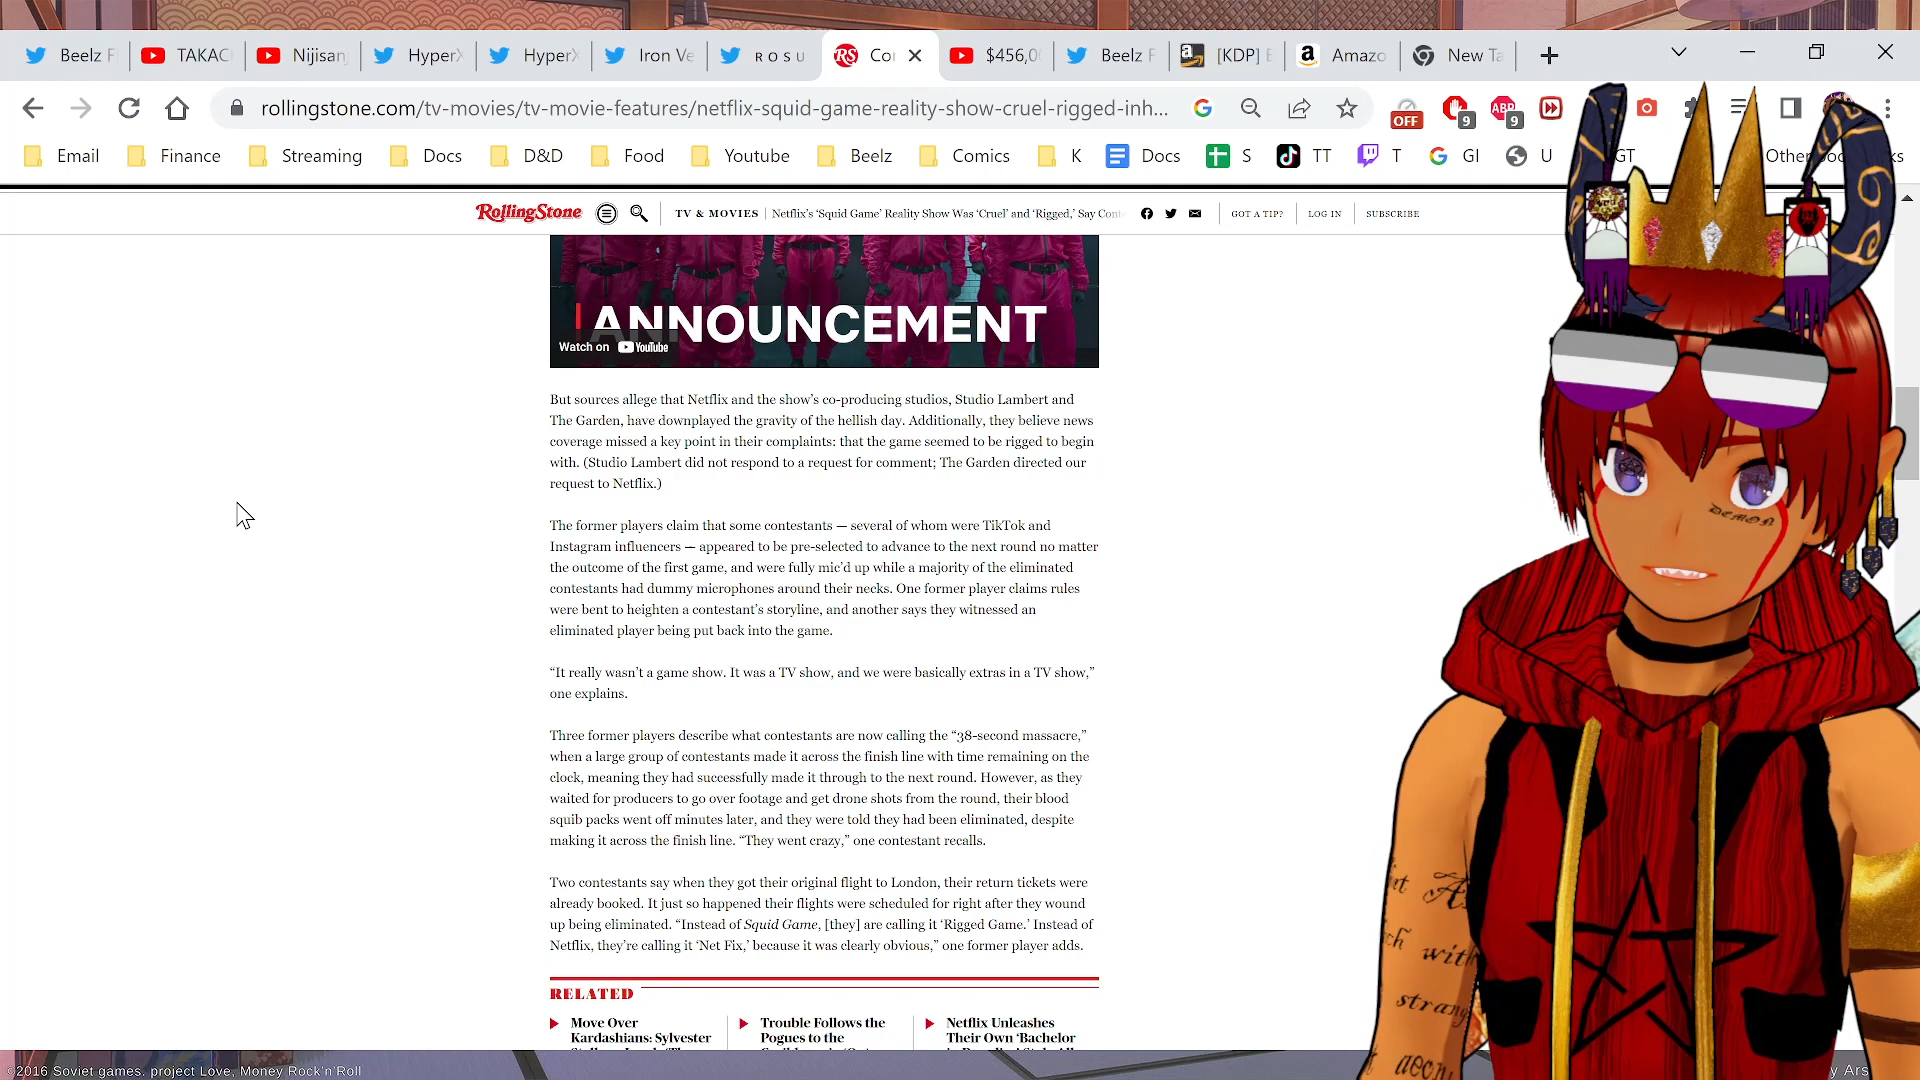 Beelz F
TAKAC
Nijisanj
HyperX
HyperX
Iron Ve
ROSU
Co
$456,0
Beelz F
[KDP] E
Amazo
New Ta
rollingstone.com/tv-movies/tv-movie-features/netflix-squid-game-reality-show-cruel-rigged-inh...
OFF
9
ABP
9
Email
Finance
Streaming
Docs
D&D
Food
Youtube
Beelz
Comics
K
Docs
S
TT
T
GI
U
GT
RollingStone
TV & MOVIES
Netflix's ‘Squid Game’ Reality Show Was ‘Cruel’ and ‘Rigged,’ Say Cont
GOT A TIP?
LOG IN
SUBSCRIBE
ANNOUNCEMENT
Watch on YouTube
But sources allege that Netflix and the show’s co-producing studios, Studio Lambert and
The Garden, have downplayed the gravity of the hellish day. Additionally, they believe news
coverage missed a key point in their complaints: that the game seemed to be rigged to begin
with. (Studio Lambert did not respond to a request for comment; The Garden directed our
request to Netflix.)
The former players claim that some contestants — several of whom were TikTok and
Instagram influencers — appeared to be pre-selected to advance to the next round no matter
the outcome of the first game, and were fully mic’d up while a majority of the eliminated
contestants had dummy microphones around their necks. One former player claims rules
were bent to heighten a contestant’s storyline, and another says they witnessed an
eliminated player being put back into the game.
“It really wasn’t a game show. It was a TV show, and we were basically extras in a TV show,”
one explains.
Three former players describe what contestants are now calling the “38-second massacre,”
when a large group of contestants made it across the finish line with time remaining on the
clock, meaning they had successfully made it through to the next round. However, as they
waited for producers to go over footage and get drone shots from the round, their blood
squib packs went off minutes later, and they were told they had been eliminated, despite
making it across the finish line. “They went crazy,” one contestant recalls.
Two contestants say when they got their original flight to London, their return tickets were
already booked. It just so happened their flights were scheduled for right after they wound
up being eliminated. “Instead of Squid Game, [they] are calling it ‘Rigged Game.’ Instead of
Netflix, they’re calling it ‘Net Fix,’ because it was clearly obvious,” one former player adds.
RELATED
Move Over
Kardashians: Sylvester
Trouble Follows the
Pogues to the
Netflix Unleashes
Their Own ‘Bachelor
DEMON
with
©2016 Soviet games. project Love, Money Rock'n'Roll